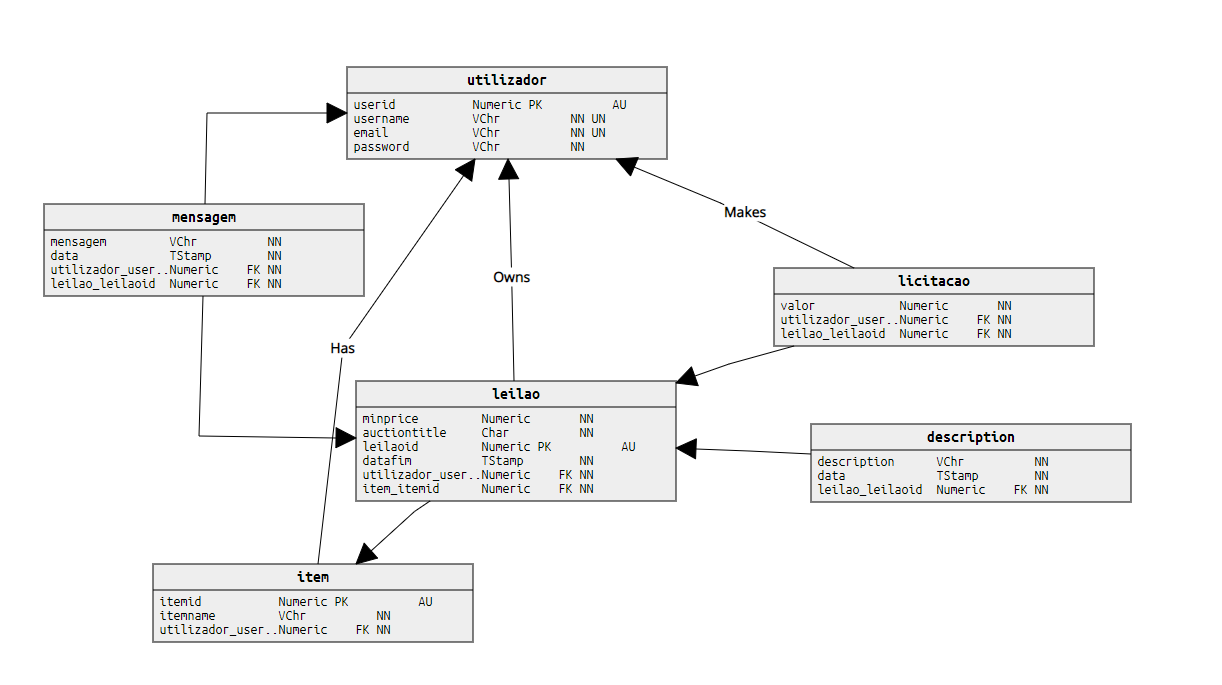 utilizador
userid Numeric PK AU
username VChr NN UN
email VChr NN UN
password VChr NN
mensagem
mensagem VChr NN
data TStamp NN
utilizador_user..Numeric FK NN
leilao_leilaoid Numeric FK NN
Makes
Owns
licitacao
valor Numeric NN
utilizador_user..Numeric FK NN
leilao_leilaoid Numeric FK NN
Has
leilao
minprice Numeric NN
auctiontitle Char NN
leilaoid Numeric PK AU
datafim TStamp NN
utilizador_user..Numeric FK NN
item_itemid Numeric FK NN
description
description VChr NN
data TStamp NN
leilao_leilaoid Numeric FK NN
item
itemid Numeric PK AU
itemname VChr NN
utilizador_user..Numeric FK NN